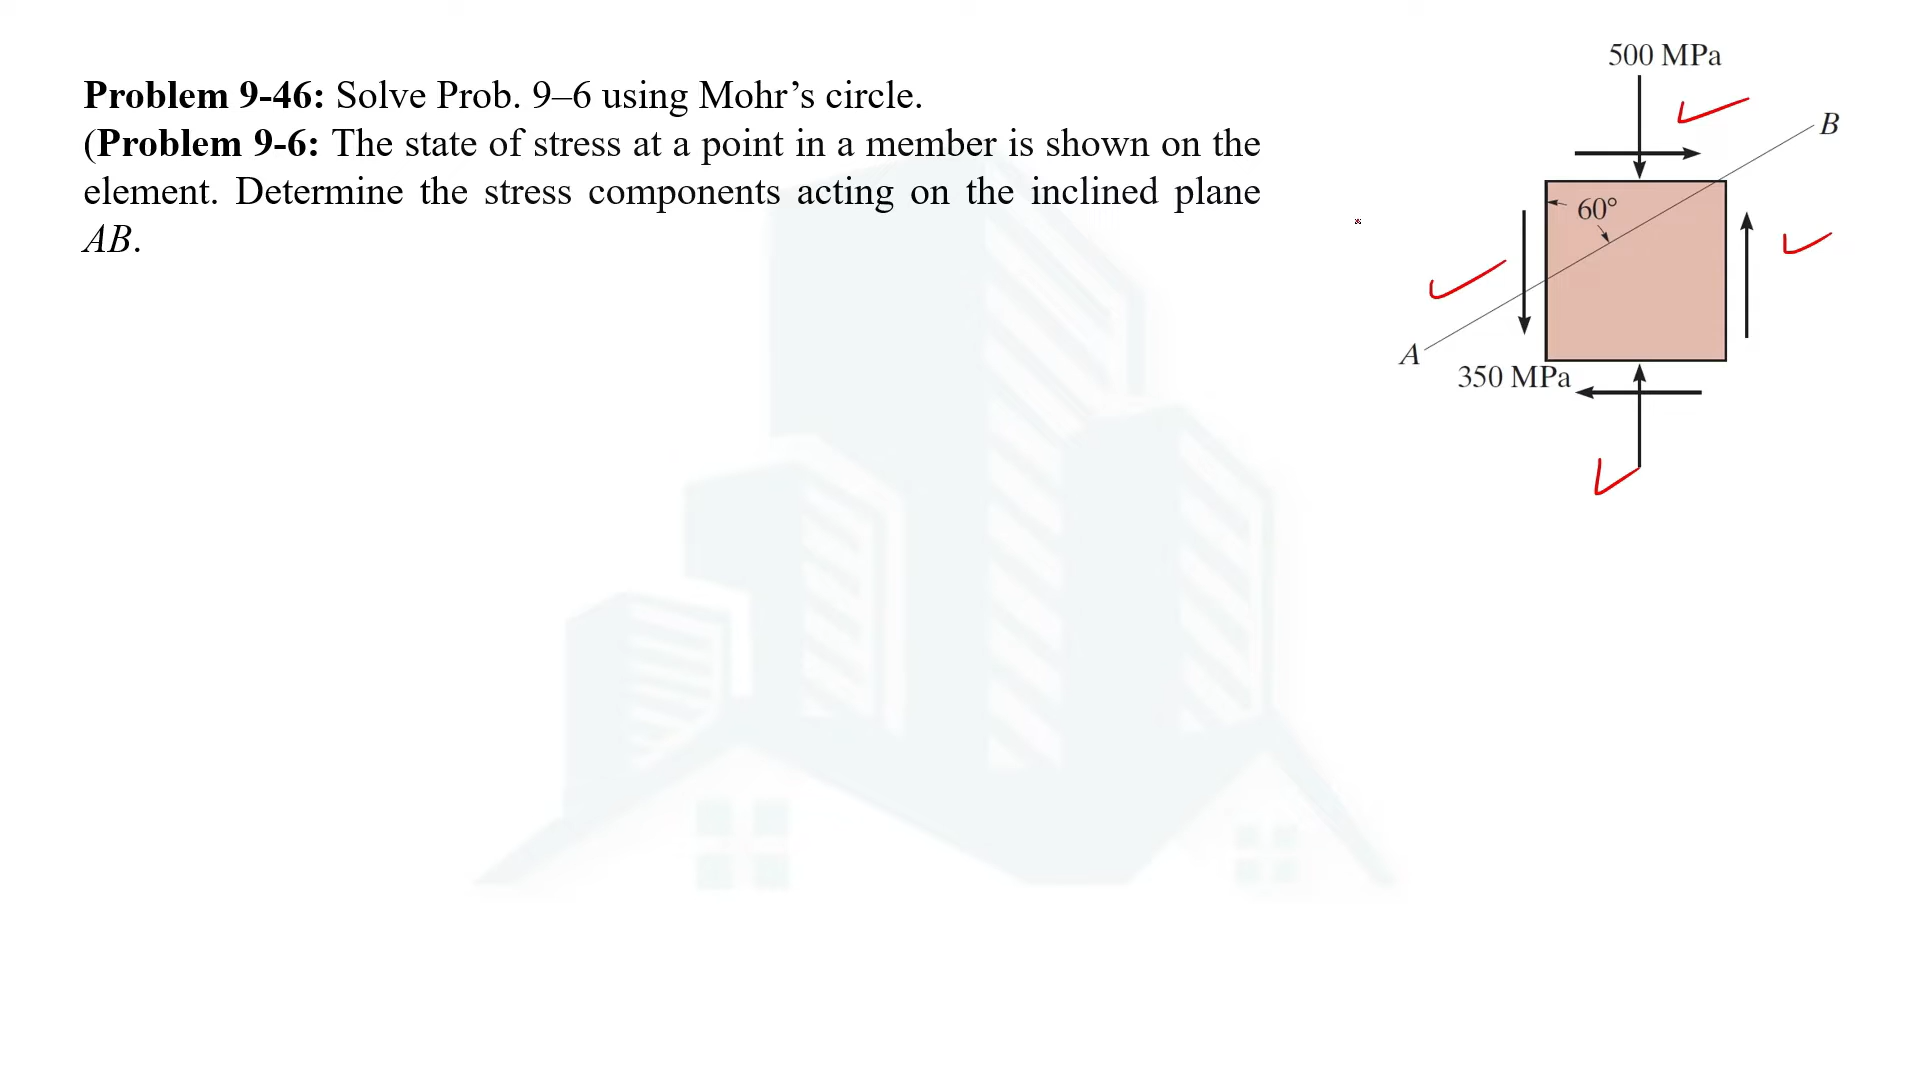 Problem 9-46: Solve Prob. 9–6 using Mohr’s circle.
(Problem 9-6: The state of stress at a point in a member is shown on the
element. Determine the stress components acting on the inclined plane
AB.
500 MPa
B
60°
A
350 MPa